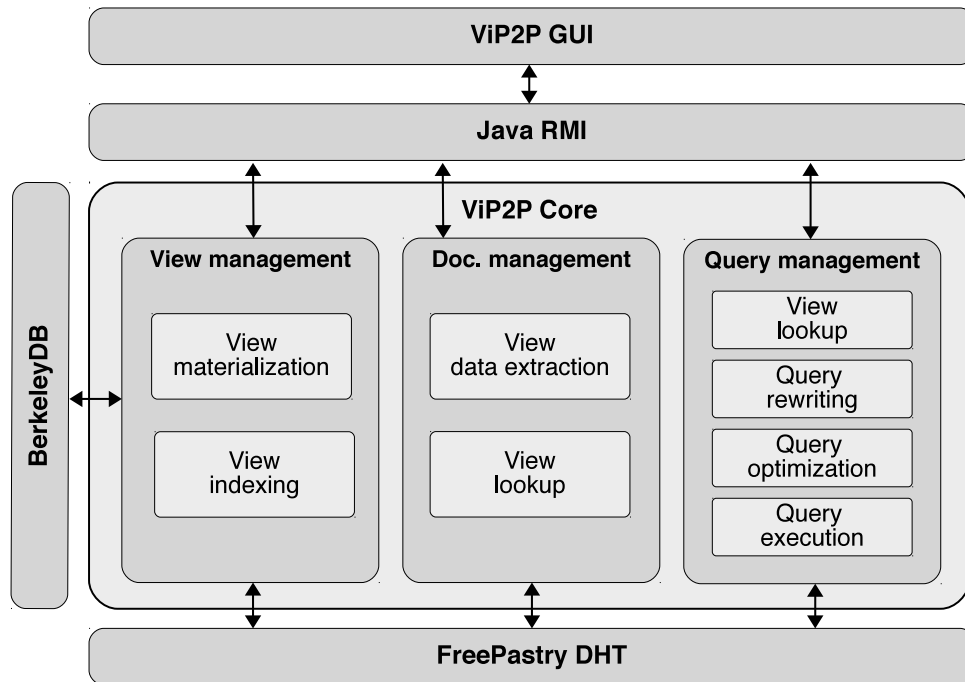 ViP2P GUI
Java RMI
BerkeleyDB
ViP2P Core
View management
View
materialization
View
indexing
Doc. management
View
data extraction
View
lookup
Query management
View
lookup
Query
rewriting
Query
optimization
Query
execution
FreePastry DHT